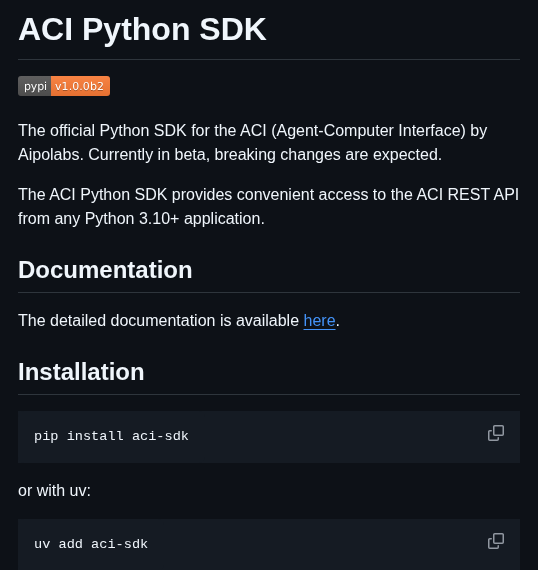 ACI Python SDK
pypi v1.0.0b2
The official Python SDK for the ACI (Agent-Computer Interface) by
Aipolabs. Currently in beta, breaking changes are expected.
The ACI Python SDK provides convenient access to the ACI REST API
from any Python 3.10+ application.
Documentation
The detailed documentation is available here.
Installation
pip install aci-sdk
or with uv:
uv add aci-sdk